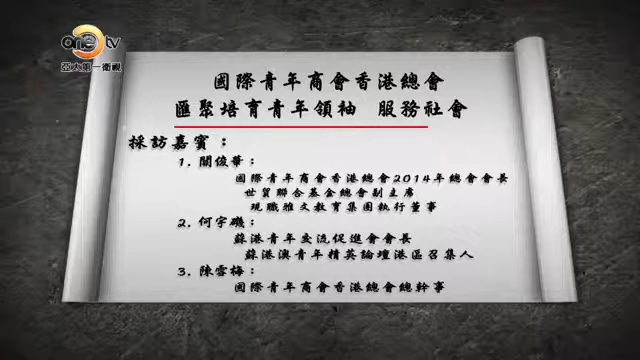 one tv
亞太第一衛視
國際青年商會香港總會
匯聚培育青年領袖 服務社會
採訪嘉賓：
1. 關俊華：
國際青年商會香港總會2014年總會會長
世貿聯合基金總會副主席
現職雅文教育集團執行董事
2. 何宇磯：
蘇港青年交流促進會會長
蘇港澳青年精英論壇港區召集人
3. 陳雪梅：
國際青年商會香港總會總幹事